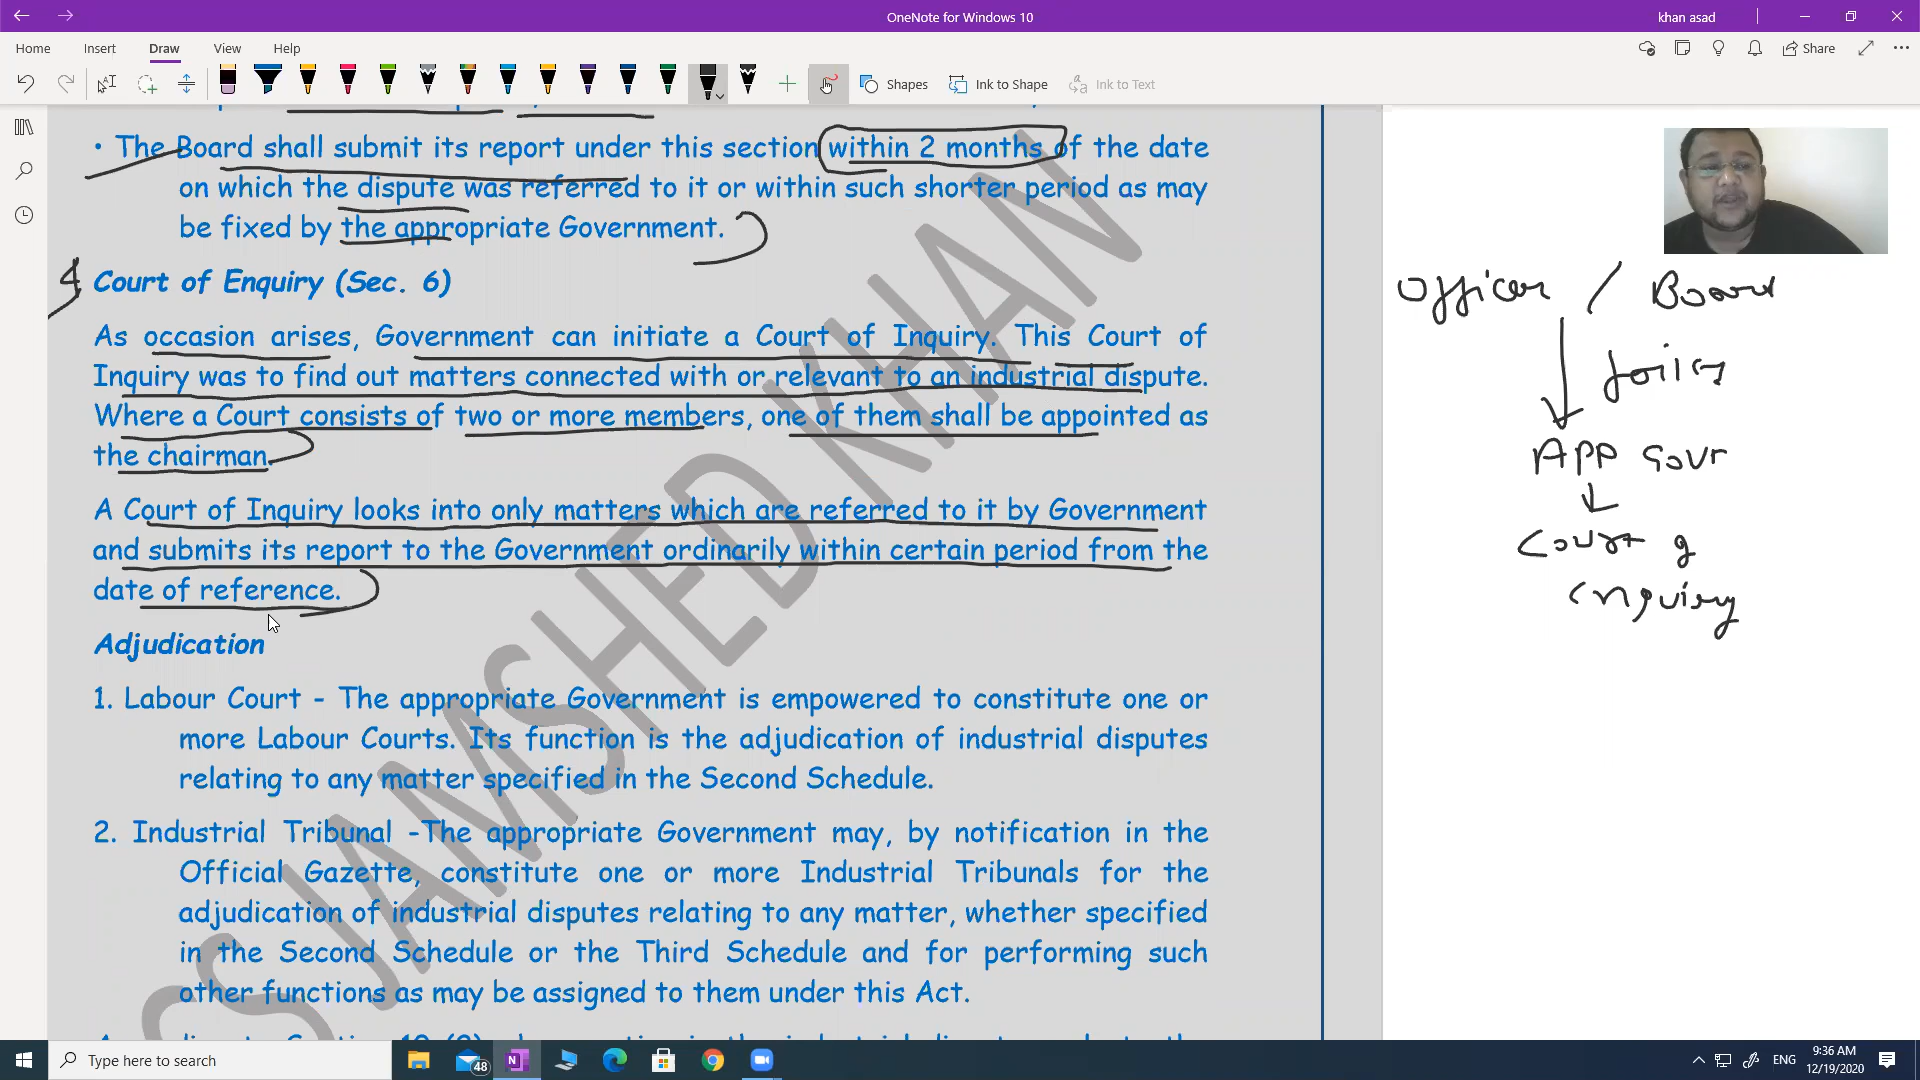 OneNote for Windows 10
khan asad
Home Insert Draw View Help
Share
Shapes
Ink to Shape
Ink to Text
• The Board shall submit its report under this section within 2 months of the date
on which the dispute was referred to it or within such shorter period as may
be fixed by the appropriate Government.
4
Court of Enquiry (Sec. 6)
As occasion arises, Government can initiate a Court of Inquiry. This Court of
Inquiry was to find out matters connected with or relevant to an industrial dispute.
Where a Court consists of two or more members, one of them shall be appointed as
the chairman.
A Court of Inquiry looks into only matters which are referred to it by Government
and submits its report to the Government ordinarily within certain period from the
date of reference.
Adjudication
1. Labour Court - The appropriate Government is empowered to constitute one or
more Labour Courts. Its function is the adjudication of industrial disputes
relating to any matter specified in the Second Schedule.
2. Industrial Tribunal -The appropriate Government may, by notification in the
Official Gazette, constitute one or more Industrial Tribunals for the
adjudication of industrial disputes relating to any matter, whether specified
in the Second Schedule or the Third Schedule and for performing such
other functions as may be assigned to them under this Act.
SS JAMSHED KHAN
Officer / Board
App Govr
Court
enquiry
Type here to search
48
ENG
9:36 AM
12/19/2020